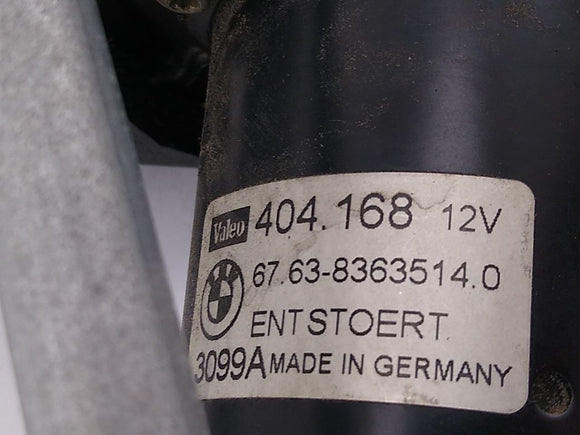 Valeo 404.168 12V
67.63-8363514.0
ENTSTOERT.
3099A MADE IN GERMANY